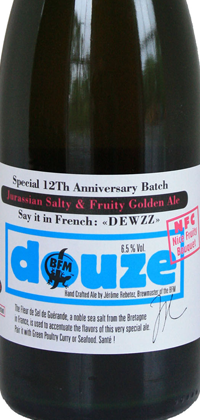 Special 12Th Anniversary Batch
Jurassian Salty & Fruity Golden Ale
Say it in French: «DEWZZ»
NFC
Nice Fruity
Bouquet
6.5 % Vol.
BFM
douze
Hand Crafted Ale by Jérôme Rebetez, Brewmaster of the BFM
The Fleur de Sel de Guérande, a noble sea salt from the Bretagne
in France, is used to accentuate the flavors of this very special ale.
Pair it with Green Poultry Curry or Seafood. Santé !